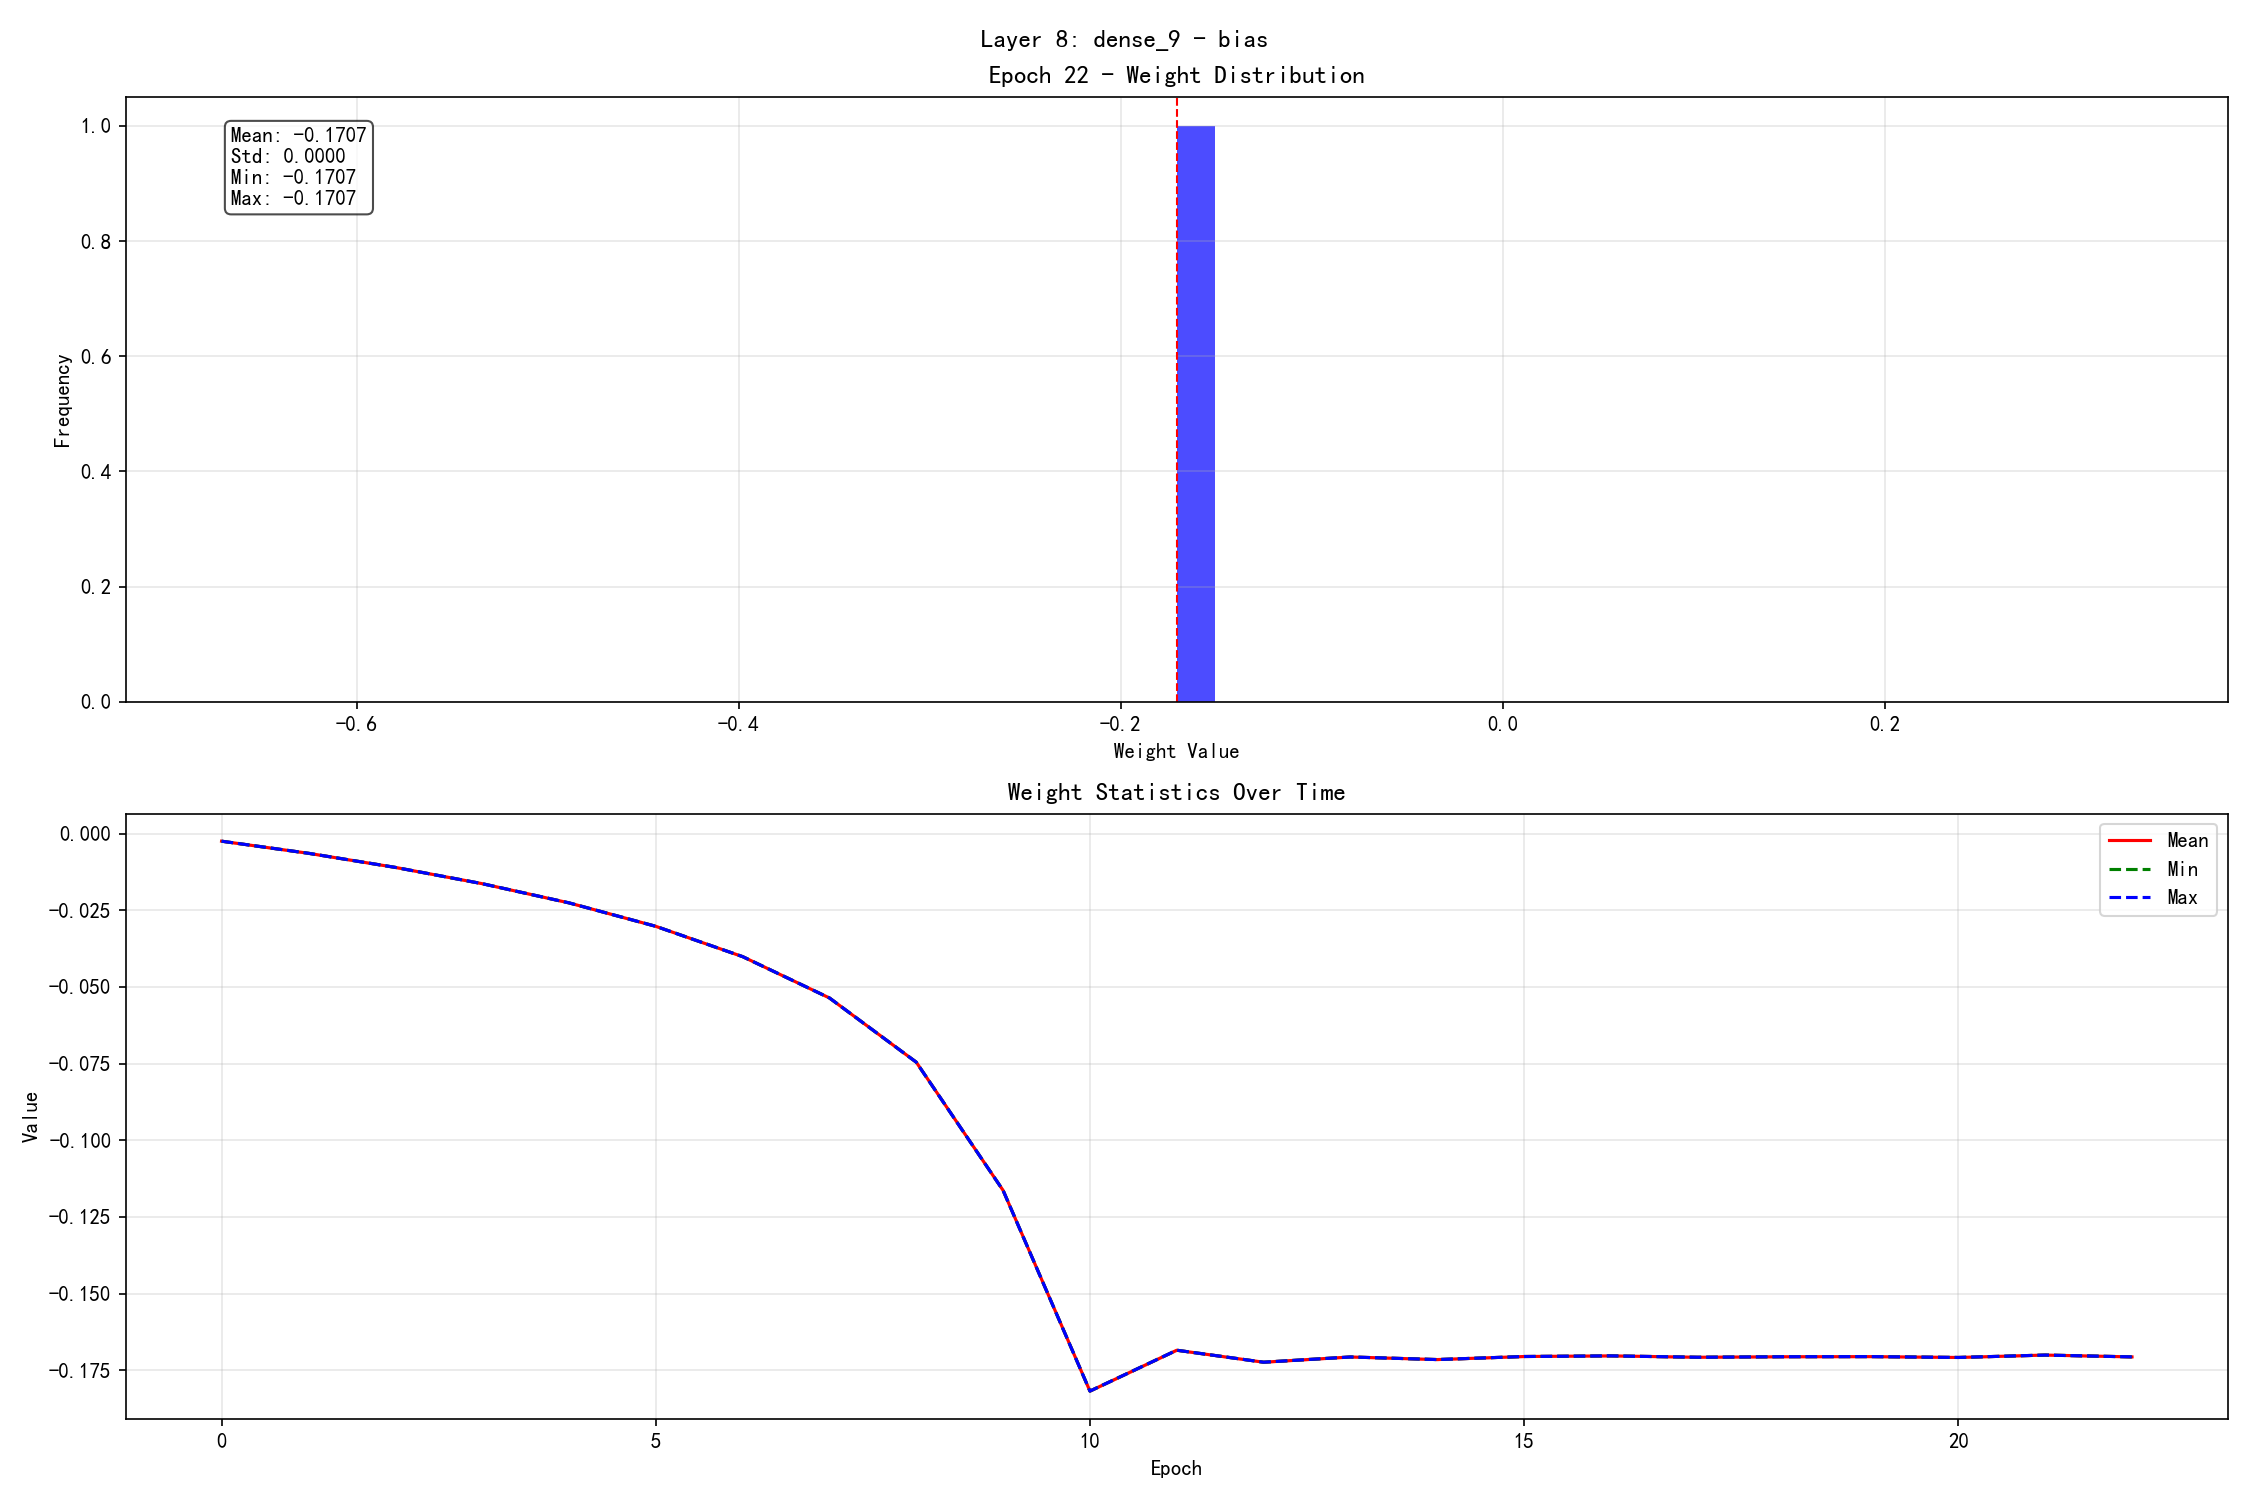 Layer 8: dense_9 - bias
Epoch 22 - Weight Distribution
Mean: -0.1707
Std: 0.0000
Min: -0.1707
Max: -0.1707
1.0
0.8
0.6
0.4
0.2
0.0
Frequency
-0.6 -0.4 -0.2 0.0 0.2
Weight Value
Weight Statistics Over Time
0.000
-0.025
-0.050
-0.075
-0.100
-0.125
-0.150
-0.175
Value
Mean
Min
Max
0 5 10 15 20
Epoch